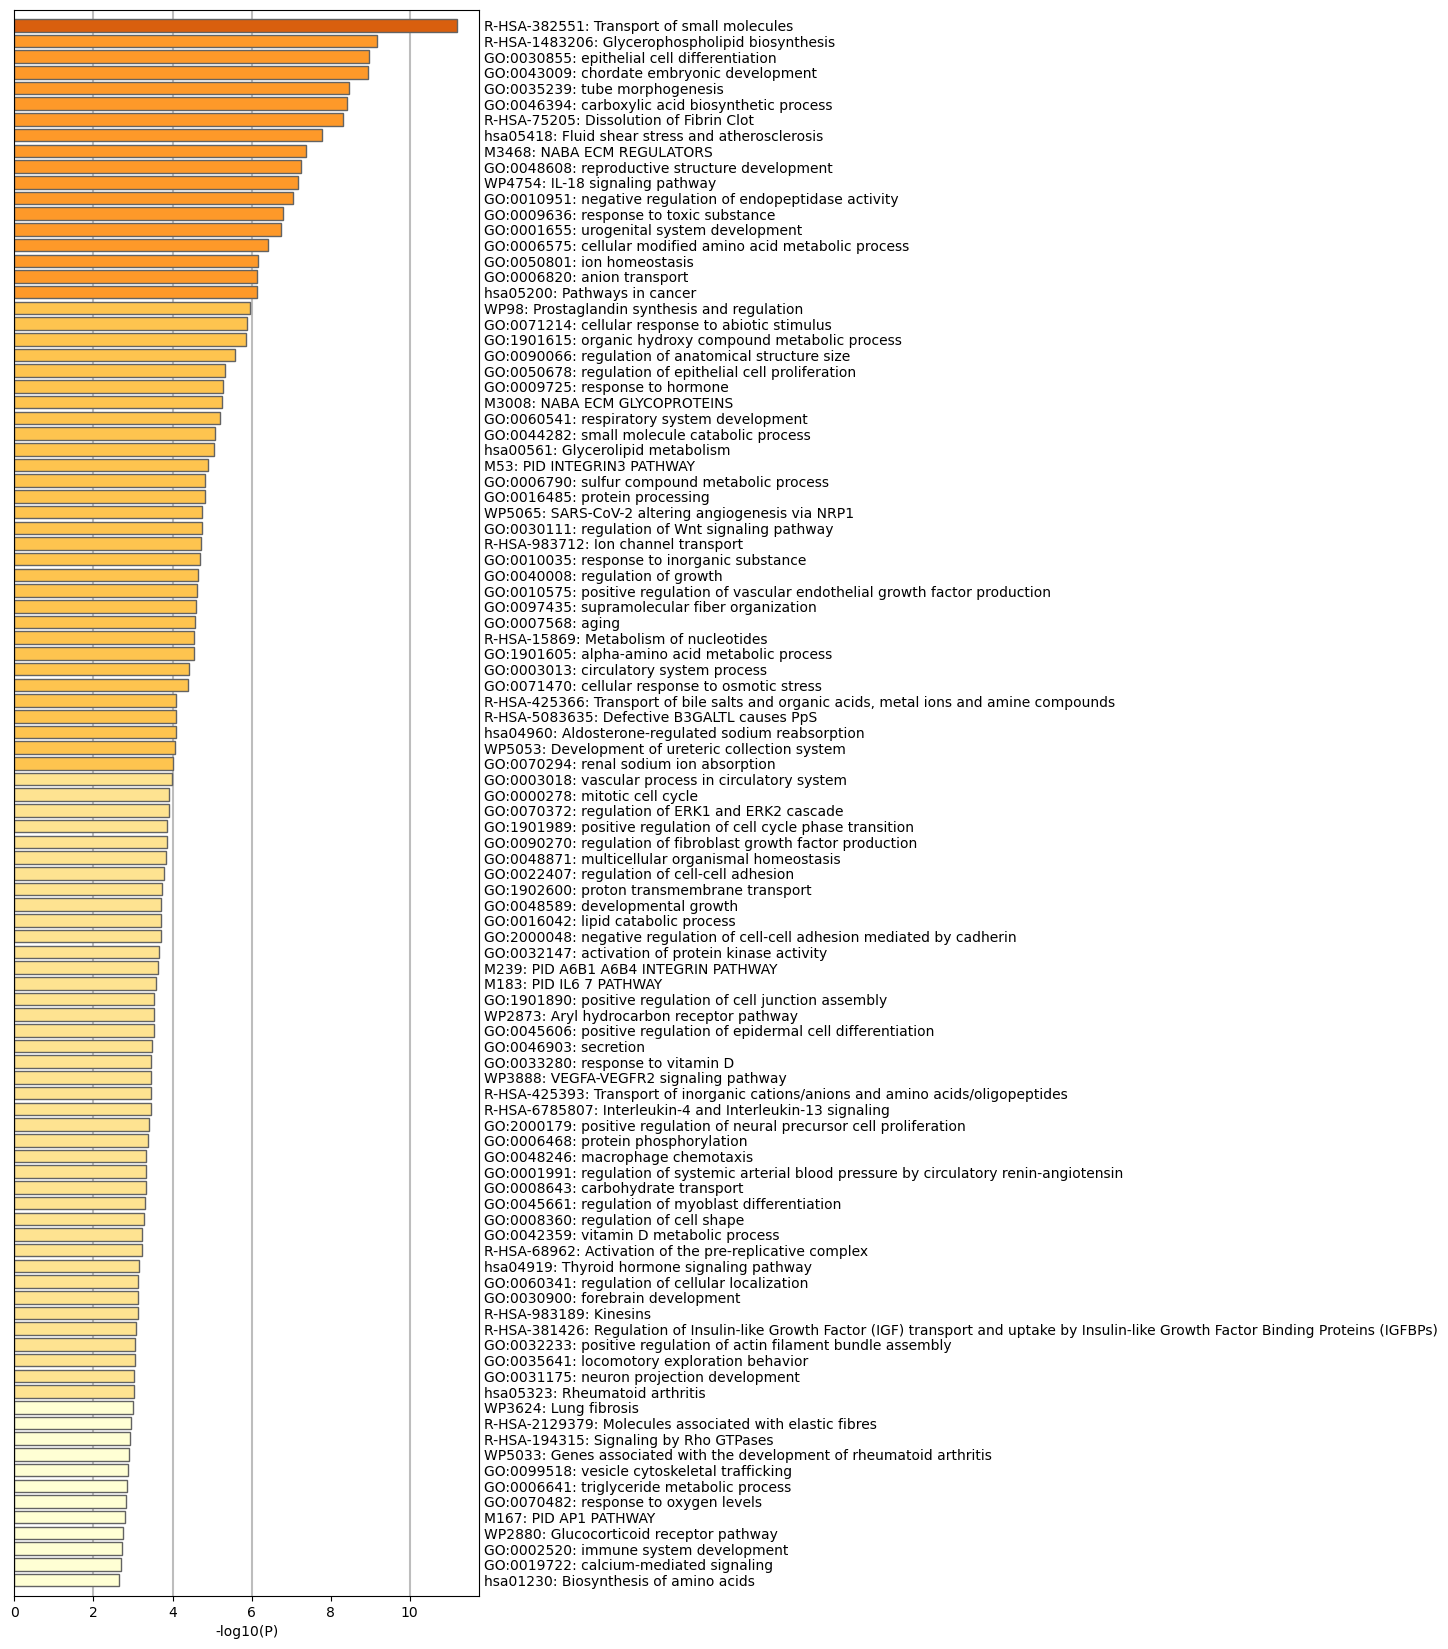 R-HSA-382551: Transport of small molecules
R-HSA-1483206: Glycerophospholipid biosynthesis
GO:0030855: epithelial cell differentiation
GO:0043009: chordate embryonic development
GO:0035239: tube morphogenesis
GO:0046394: carboxylic acid biosynthetic process
R-HSA-75205: Dissolution of Fibrin Clot
hsa05418: Fluid shear stress and atherosclerosis
M3468: NABA ECM REGULATORS
GO:0048608: reproductive structure development
WP4754: IL-18 signaling pathway
GO:0010951: negative regulation of endopeptidase activity
GO:0009636: response to toxic substance
GO:0001655: urogenital system development
GO:0006575: cellular modified amino acid metabolic process
GO:0050801: ion homeostasis
GO:0006820: anion transport
hsa05200: Pathways in cancer
WP98: Prostaglandin synthesis and regulation
GO:0071214: cellular response to abiotic stimulus
GO:1901615: organic hydroxy compound metabolic process
GO:0090066: regulation of anatomical structure size
GO:0050678: regulation of epithelial cell proliferation
GO:0009725: response to hormone
M3008: NABA ECM GLYCOPROTEINS
GO:0060541: respiratory system development
GO:0044282: small molecule catabolic process
hsa00561: Glycerolipid metabolism
M53: PID INTEGRIN3 PATHWAY
GO:0006790: sulfur compound metabolic process
GO:0016485: protein processing
WP5065: SARS-CoV-2 altering angiogenesis via NRP1
GO:0030111: regulation of Wnt signaling pathway
R-HSA-983712: Ion channel transport
GO:0010035: response to inorganic substance
GO:0040008: regulation of growth
GO:0010575: positive regulation of vascular endothelial growth factor production
GO:0097435: supramolecular fiber organization
GO:0007568: aging
R-HSA-15869: Metabolism of nucleotides
GO:1901605: alpha-amino acid metabolic process
GO:0003013: circulatory system process
GO:0071470: cellular response to osmotic stress
R-HSA-425366: Transport of bile salts and organic acids, metal ions and amine compounds
R-HSA-5083635: Defective B3GALTL causes PpS
hsa04960: Aldosterone-regulated sodium reabsorption
WP5053: Development of ureteric collection system
GO:0070294: renal sodium ion absorption
GO:0003018: vascular process in circulatory system
GO:0000278: mitotic cell cycle
GO:0070372: regulation of ERK1 and ERK2 cascade
GO:1901989: positive regulation of cell cycle phase transition
GO:0090270: regulation of fibroblast growth factor production
GO:0048871: multicellular organismal homeostasis
GO:0022407: regulation of cell-cell adhesion
GO:1902600: proton transmembrane transport
GO:0048589: developmental growth
GO:0016042: lipid catabolic process
GO:2000048: negative regulation of cell-cell adhesion mediated by cadherin
GO:0032147: activation of protein kinase activity
M239: PID A6B1 A6B4 INTEGRIN PATHWAY
M183: PID IL6 7 PATHWAY
GO:1901890: positive regulation of cell junction assembly
WP2873: Aryl hydrocarbon receptor pathway
GO:0045606: positive regulation of epidermal cell differentiation
GO:0046903: secretion
GO:0033280: response to vitamin D
WP3888: VEGFA-VEGFR2 signaling pathway
R-HSA-425393: Transport of inorganic cations/anions and amino acids/oligopeptides
R-HSA-6785807: Interleukin-4 and Interleukin-13 signaling
GO:2000179: positive regulation of neural precursor cell proliferation
GO:0006468: protein phosphorylation
GO:0048246: macrophage chemotaxis
GO:0001991: regulation of systemic arterial blood pressure by circulatory renin-angiotensin
GO:0008643: carbohydrate transport
GO:0045661: regulation of myoblast differentiation
GO:0008360: regulation of cell shape
GO:0042359: vitamin D metabolic process
R-HSA-68962: Activation of the pre-replicative complex
hsa04919: Thyroid hormone signaling pathway
GO:0060341: regulation of cellular localization
GO:0030900: forebrain development
R-HSA-983189: Kinesins
R-HSA-381426: Regulation of Insulin-like Growth Factor (IGF) transport and uptake by Insulin-like Growth Factor Binding Proteins (IGFBPs)
GO:0032233: positive regulation of actin filament bundle assembly
GO:0035641: locomotory exploration behavior
GO:0031175: neuron projection development
hsa05323: Rheumatoid arthritis
WP3624: Lung fibrosis
R-HSA-2129379: Molecules associated with elastic fibres
R-HSA-194315: Signaling by Rho GTPases
WP5033: Genes associated with the development of rheumatoid arthritis
GO:0099518: vesicle cytoskeletal trafficking
GO:0006641: triglyceride metabolic process
GO:0070482: response to oxygen levels
M167: PID AP1 PATHWAY
WP2880: Glucocorticoid receptor pathway
GO:0002520: immune system development
GO:0019722: calcium-mediated signaling
hsa01230: Biosynthesis of amino acids
0 2 4 6 8 10
-log10(P)